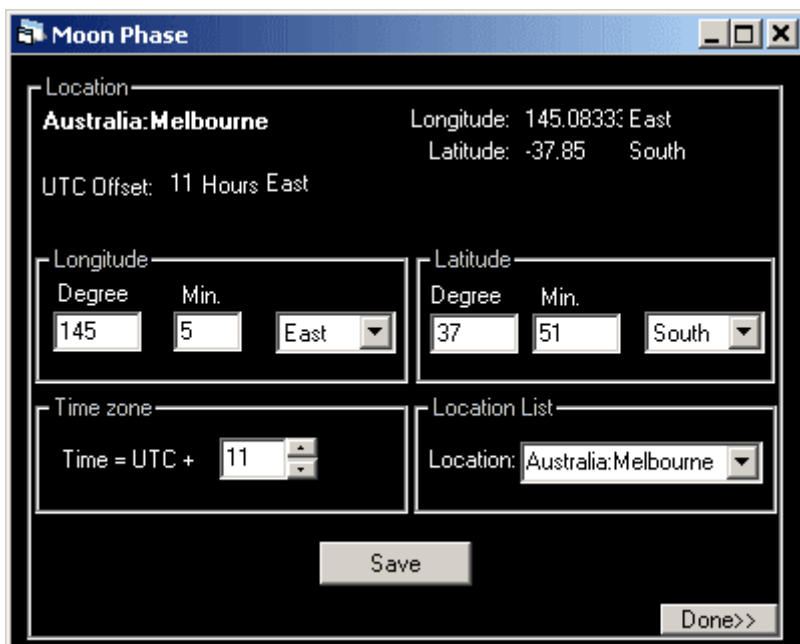 Moon Phase
Location
Australia:Melbourne
Longitude: 145.08333 East
Latitude: -37.85 South
UTC Offset: 11 Hours East
Longitude
Degree Min.
145 5 East
Latitude
Degree Min.
37 51 South
Time zone
Time = UTC + 11
Location List
Location: Australia:Melbourne
Save
Done>>